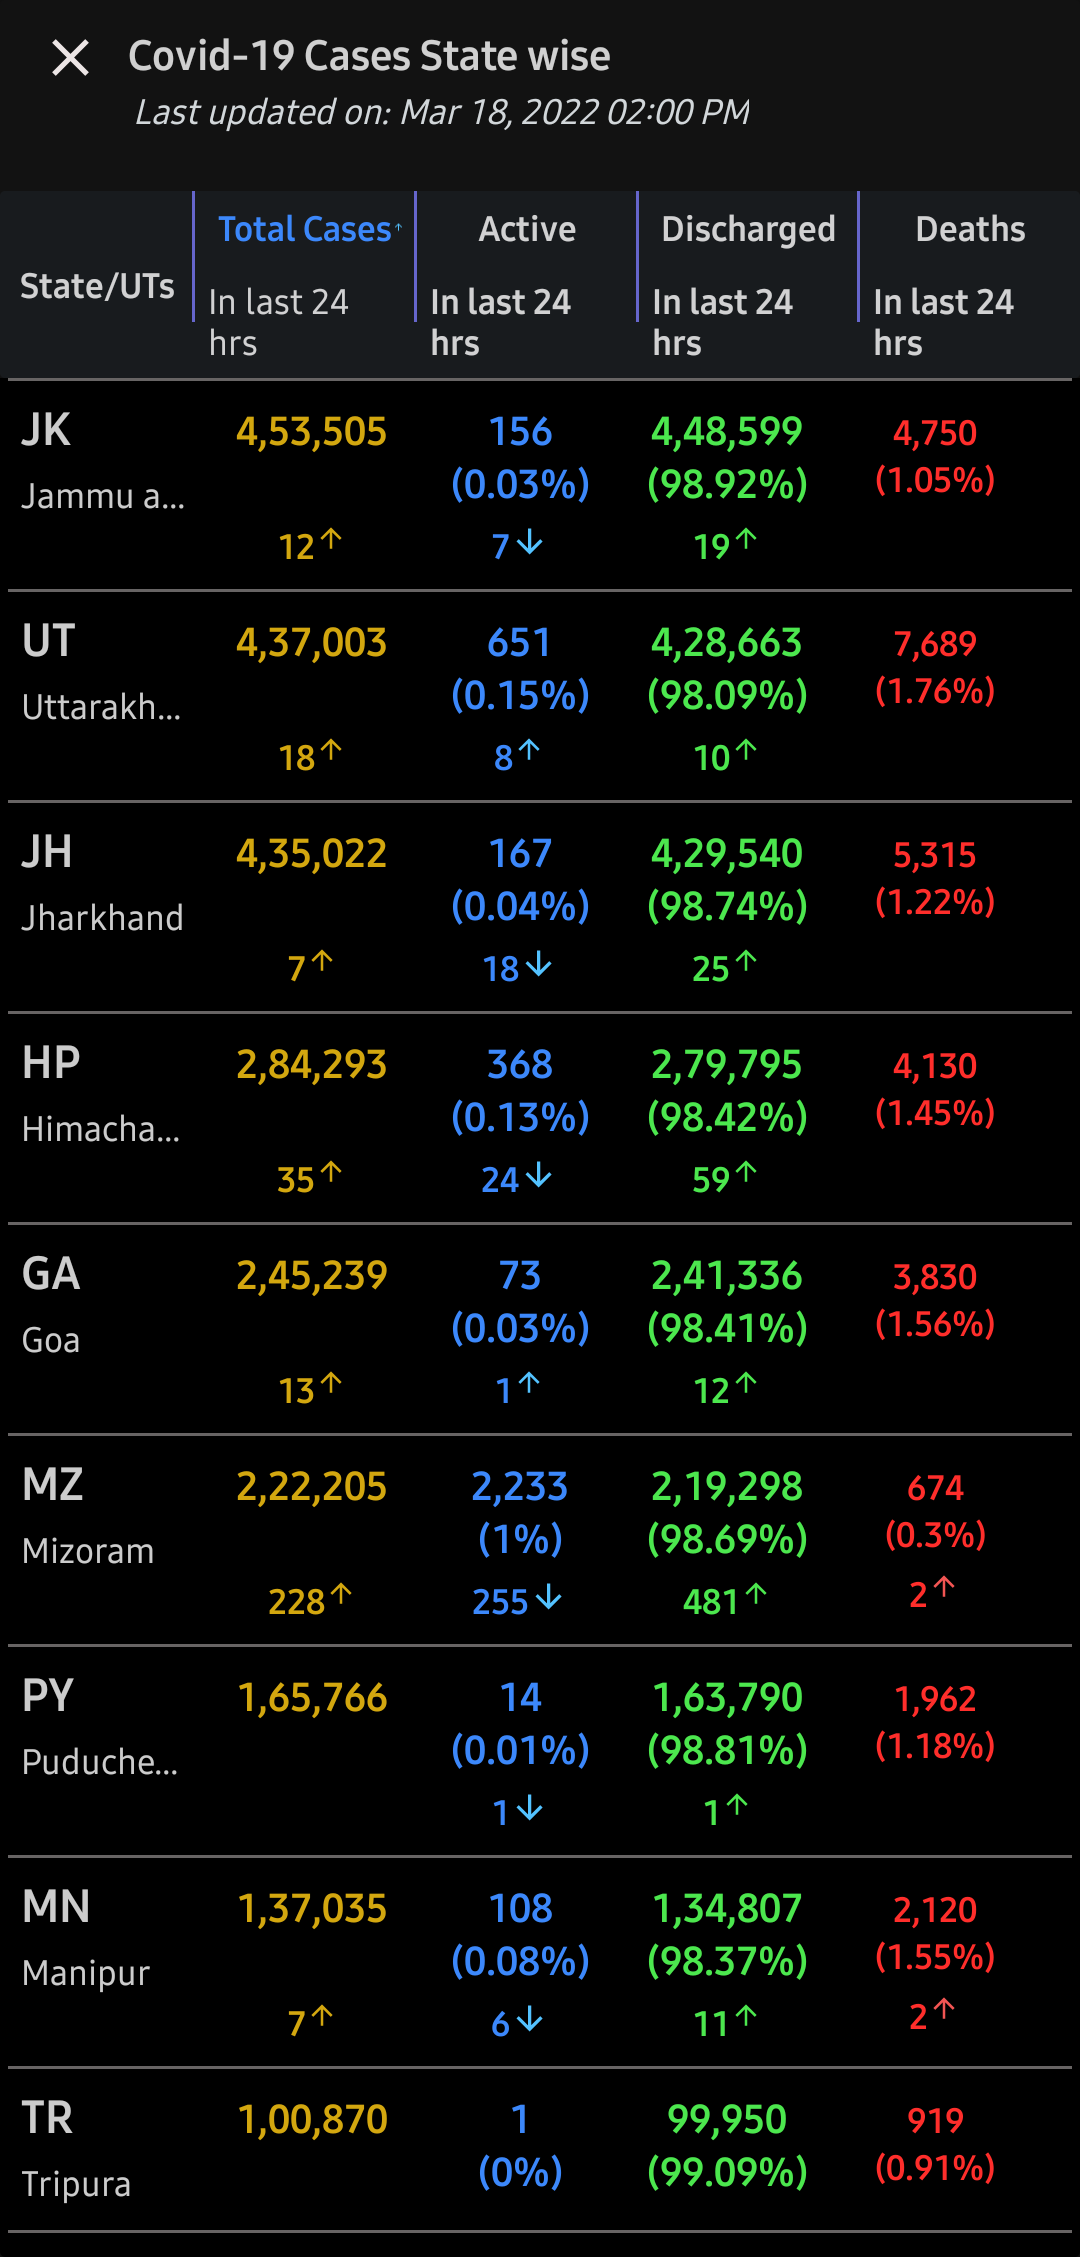 Covid-19 Cases State wise
Last updated on: Mar 18, 2022 02:00 PM
State/UTs Total Cases↑ Active Discharged Deaths
In last 24 hrs In last 24 hrs In last 24 hrs In last 24 hrs
JK 4,53,505 156 4,48,599 4,750
Jammu a... (0.03%) (98.92%) (1.05%)
12↑ 7↓ 19↑
UT 4,37,003 651 4,28,663 7,689
Uttarakh... (0.15%) (98.09%) (1.76%)
18↑ 8↑ 10↑
JH 4,35,022 167 4,29,540 5,315
Jharkhand (0.04%) (98.74%) (1.22%)
7↑ 18↓ 25↑
HP 2,84,293 368 2,79,795 4,130
Himacha... (0.13%) (98.42%) (1.45%)
35↑ 24↓ 59↑
GA 2,45,239 73 2,41,336 3,830
Goa (0.03%) (98.41%) (1.56%)
13↑ 1↑ 12↑
MZ 2,22,205 2,233 2,19,298 674
Mizoram (1%) (98.69%) (0.3%)
228↑ 255↓ 481↑ 2↑
PY 1,65,766 14 1,63,790 1,962
Puduche... (0.01%) (98.81%) (1.18%)
1↓ 1↑
MN 1,37,035 108 1,34,807 2,120
Manipur (0.08%) (98.37%) (1.55%)
7↑ 6↓ 11↑ 2↑
TR 1,00,870 1 99,950 919
Tripura (0%) (99.09%) (0.91%)